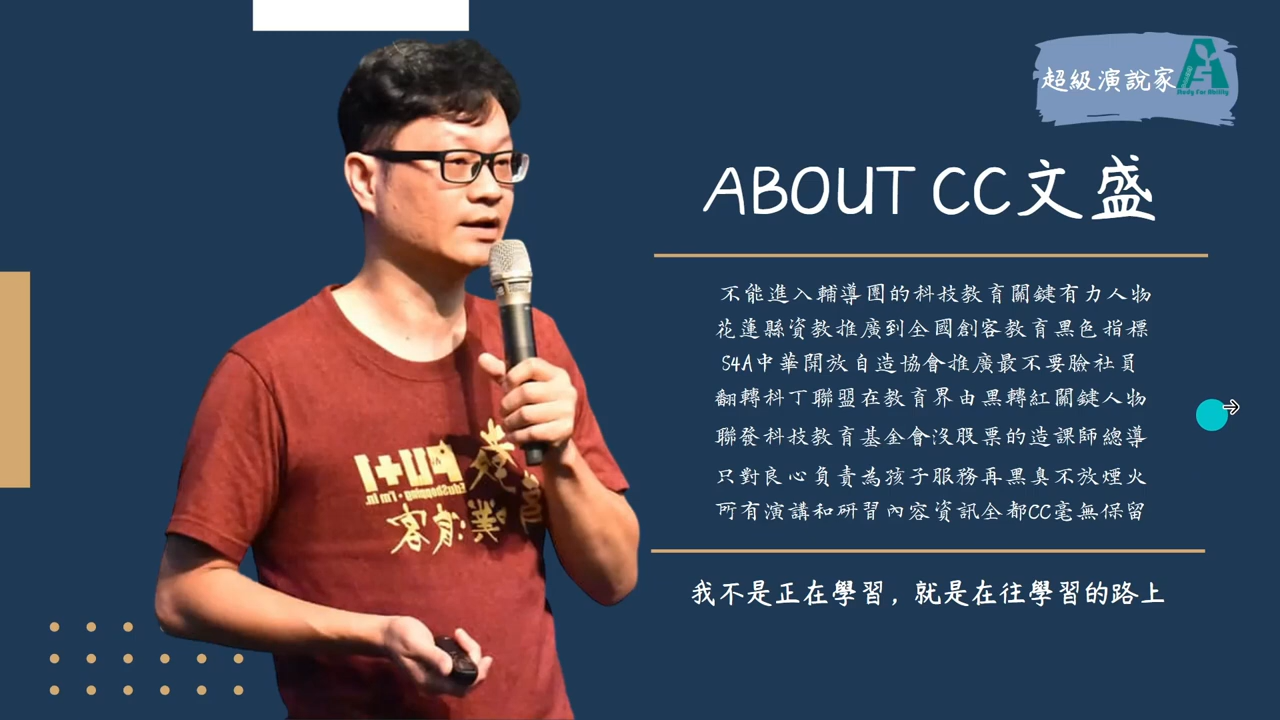 超級演說家
Ready For Ability
ABOUT CC文盛
不能進入輔導團的科技教育關鍵有力人物
花蓮縣資教推廣到全國創客教育黑色指標
S4A中華開放自造協會推廣最不要臉社員
翻轉科丁聯盟在教育界由黑轉紅關鍵人物
聯發科技教育基金會沒股票的造課師總導
只對良心負責為孩子服務再黑臭不放煙火
所有演講和研習內容資訊全都CC毫無保留
我不是正在學習，就是在往學習的路上
EduShopping·I'm in.